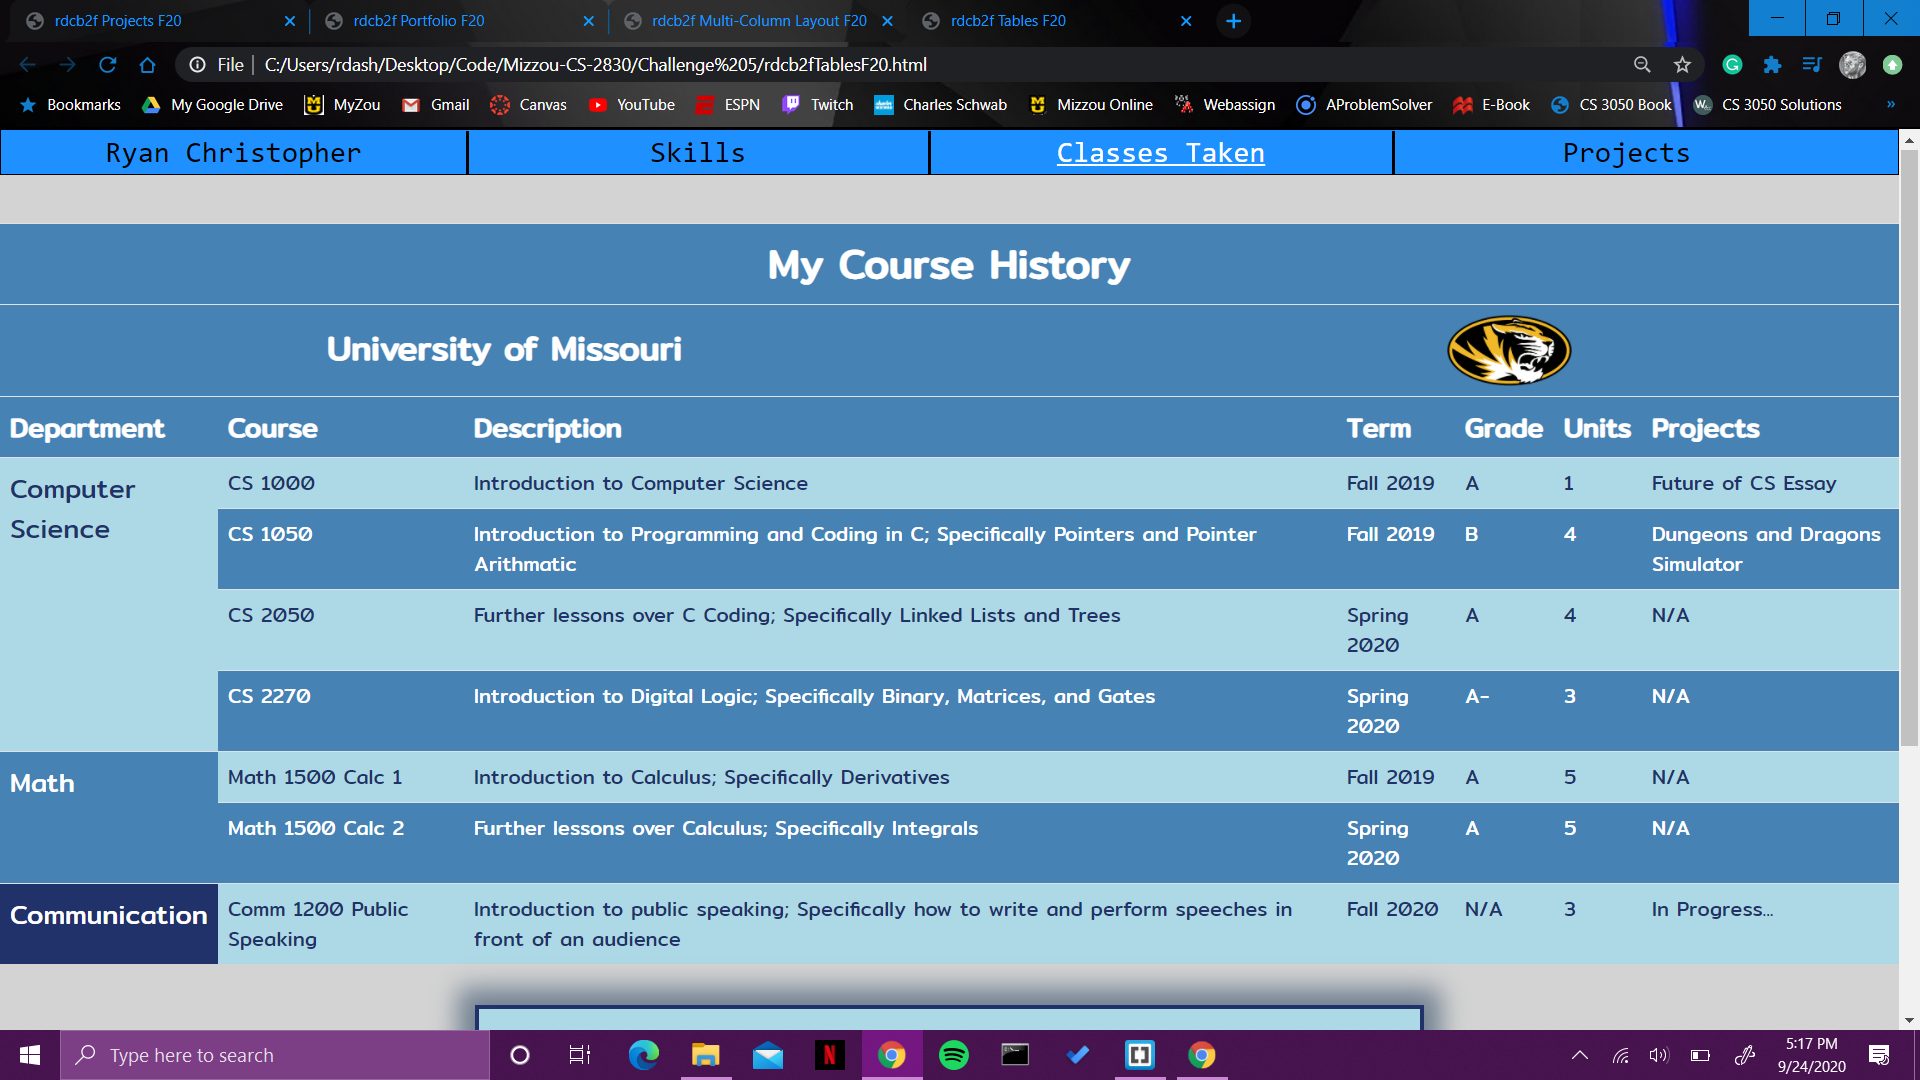 rdcb2f Projects F20
rdcb2f Portfolio F20
rdcb2f Multi-Column Layout F20
rdcb2f Tables F20
File
C:/Users/rdash/Desktop/Code/Mizzou-CS-2830/Challenge%205/rdcb2fTablesF20.html
Bookmarks
My Google Drive
MyZou
Gmail
Canvas
YouTube
ESPN
Twitch
Charles Schwab
Mizzou Online
Webassign
AProblemSolver
E-Book
CS 3050 Book
CS 3050 Solutions
Ryan Christopher
Skills
Classes Taken
Projects
My Course History
University of Missouri
Department Course Description Term Grade Units Projects
Computer
Science
CS 1000 Introduction to Computer Science Fall 2019 A 1 Future of CS Essay
CS 1050 Introduction to Programming and Coding in C; Specifically Pointers and Pointer
Arithmatic
Fall 2019 B 4 Dungeons and Dragons
Simulator
CS 2050 Further lessons over C Coding; Specifically Linked Lists and Trees Spring
2020
A 4 N/A
CS 2270 Introduction to Digital Logic; Specifically Binary, Matrices, and Gates Spring
2020
A- 3 N/A
Math
Math 1500 Calc 1 Introduction to Calculus; Specifically Derivatives Fall 2019 A 5 N/A
Math 1500 Calc 2 Further lessons over Calculus; Specifically Integrals Spring
2020
A 5 N/A
Communication
Comm 1200 Public
Speaking
Introduction to public speaking; Specifically how to write and perform speeches in
front of an audience
Fall 2020 N/A 3 In Progress...
Type here to search
5:17 PM
9/24/2020